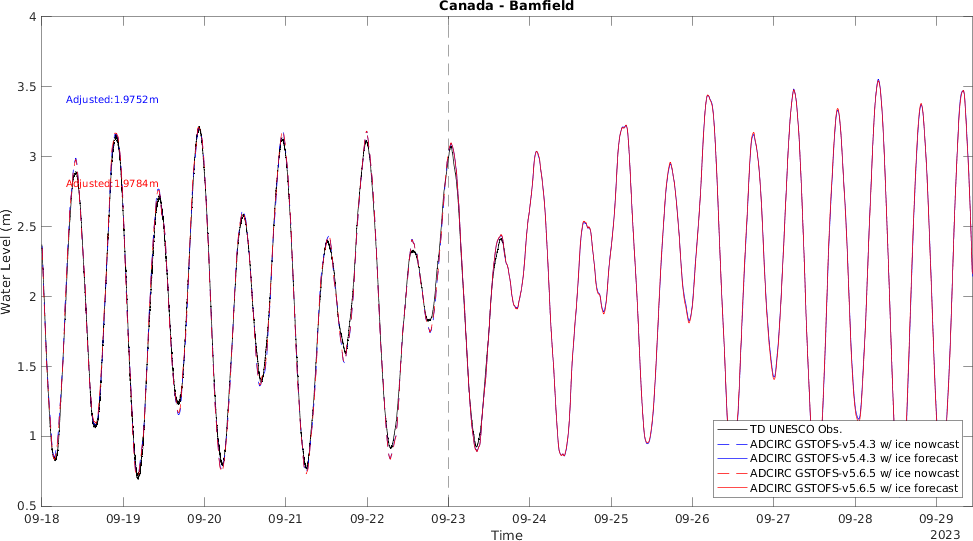 Canada - Bamfield
4
3.5
3
2.5
2
1.5
1
0.5
Water Level (m)
Adjusted:1.9752m
Adjusted:1.9784m
TD UNESCO Obs.
ADCIRC GSTOFS-v5.4.3 w/ ice nowcast
ADCIRC GSTOFS-v5.4.3 w/ ice forecast
ADCIRC GSTOFS-v5.6.5 w/ ice nowcast
ADCIRC GSTOFS-v5.6.5 w/ ice forecast
09-18 09-19 09-20 09-21 09-22 09-23 09-24 09-25 09-26 09-27 09-28 09-29
Time
2023